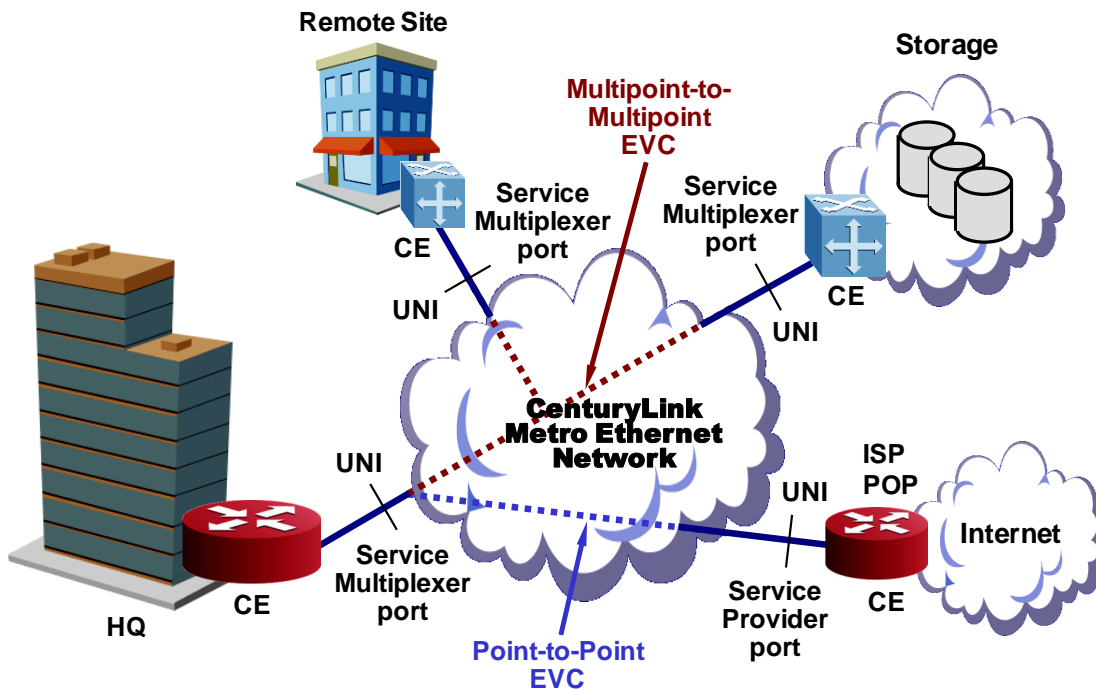 Remote Site
Storage
Multipoint-to-
Multipoint
EVC
Service
Multiplexer
port
Service
Multiplexer
port
CE
UNI
CE
UNI
CenturyLink
Metro Ethernet
Network
UNI
ISP
POP
UNI
Internet
Service
Multiplexer
port
CE
HQ
Service
Provider
port
CE
Point-to-Point
EVC